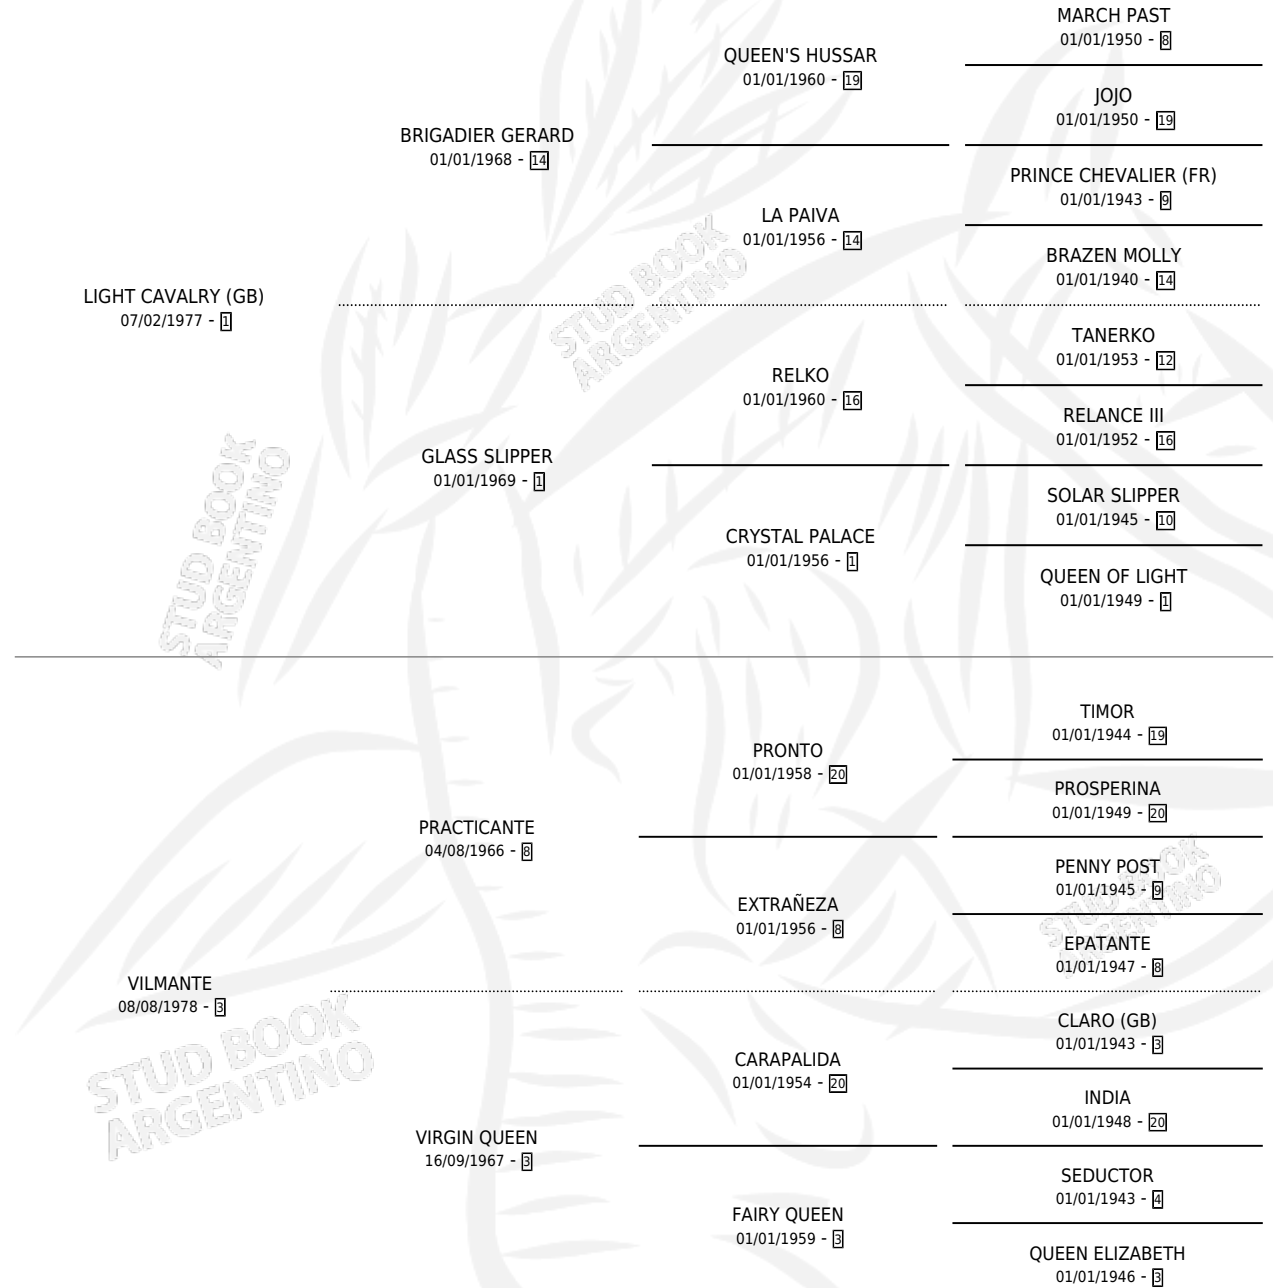 MARCH PAST
01/01/1950 - 8
QUEEN'S HUSSAR
01/01/1960 - 19
JOJO
01/01/1950 - 19
BRIGADIER GERARD
01/01/1968 - 14
PRINCE CHEVALIER (FR)
01/01/1943 - 9
LA PAIVA
01/01/1956 - 14
BRAZEN MOLLY
01/01/1940 - 14
LIGHT CAVALRY (GB)
07/02/1977 - 1
STUD BOOK
ARGENTINO
TANERKO
01/01/1953 - 12
RELKO
01/01/1960 - 16
RELANCE III
01/01/1952 - 16
GLASS SLIPPER
01/01/1969 - 1
SOLAR SLIPPER
01/01/1945 - 10
CRYSTAL PALACE
01/01/1956 - 1
QUEEN OF LIGHT
01/01/1949 - 1
STUD BOOK
ARGENTINO
TIMOR
01/01/1944 - 19
PRONTO
01/01/1958 - 20
PROSPERINA
01/01/1949 - 20
PRACTICANTE
04/08/1966 - 8
PENNY POST
01/01/1945 - 9
EXTRAÑEZA
01/01/1956 - 8
EPATANTE
01/01/1947 - 8
STUD BOOK
ARGENTINO
VILMANTE
08/08/1978 - 3
CLARO (GB)
01/01/1943 - 3
CARAPALIDA
01/01/1954 - 20
INDIA
01/01/1948 - 20
STUD BOOK
ARGENTINO
VIRGIN QUEEN
16/09/1967 - 3
SEDUCTOR
01/01/1943 - 4
FAIRY QUEEN
01/01/1959 - 3
QUEEN ELIZABETH
01/01/1946 - 3